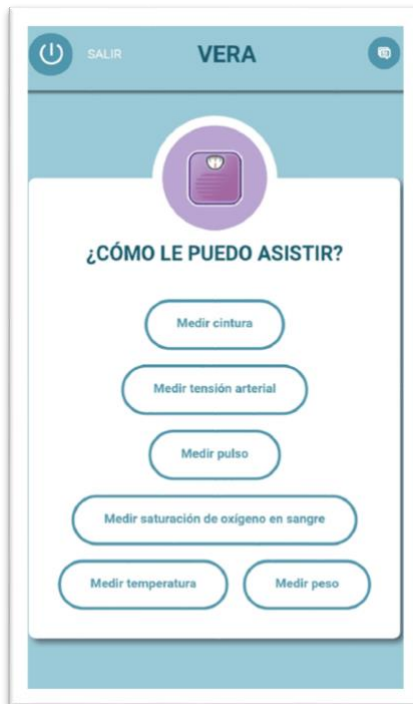 SALIR VERA
¿CÓMO LE PUEDO ASISTIR?
Medir cintura
Medir tensión arterial
Medir pulso
Medir saturación de oxígeno en sangre
Medir temperatura Medir peso